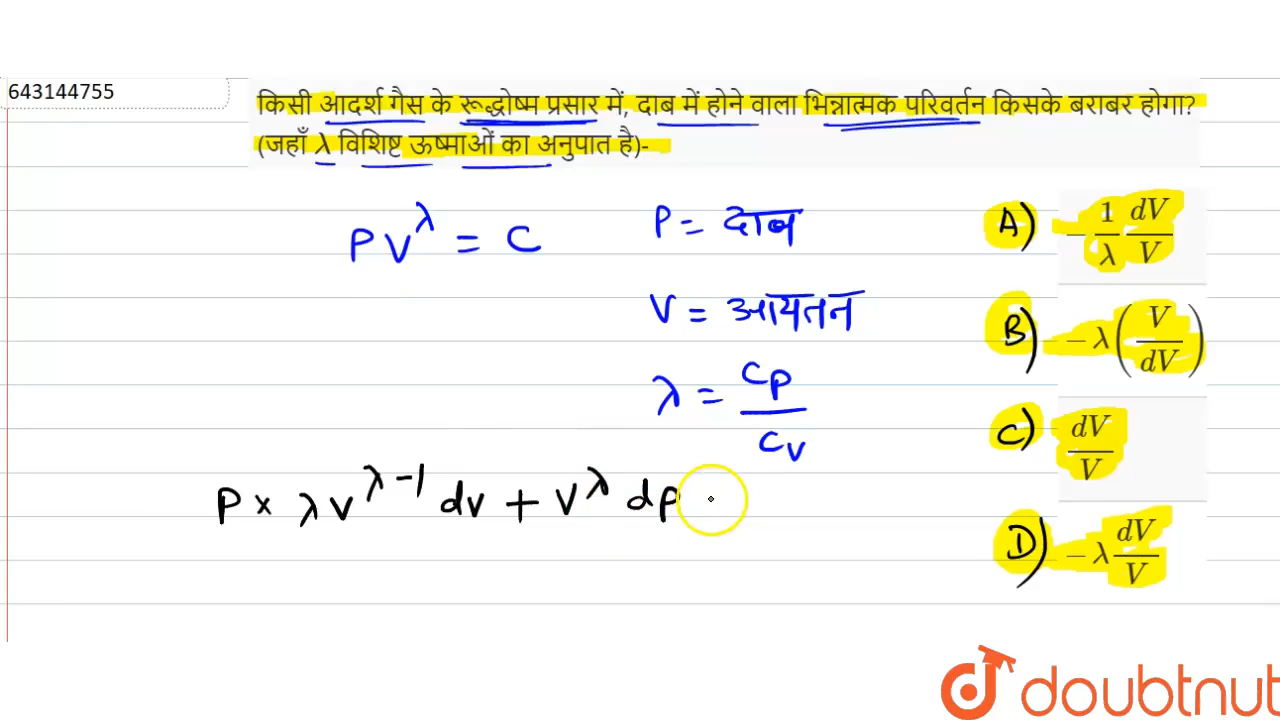 643144755
किसी आदर्श गैस के रूद्धोष्म प्रसार में, दाब में होने वाला भिन्नात्मक परिवर्तन किसके बराबर होगा?
(जहाँ λ विशिष्ट ऊष्माओं का अनुपात है)-
PV^λ = C
P = दाब
V = आयतन
λ = CP/CV
P × λV^(λ-1) dv + V^λ dp
A) -1/λ dV/V
B) -λ(V/dV)
C) dV/V
D) -λ dV/V
doubtnut